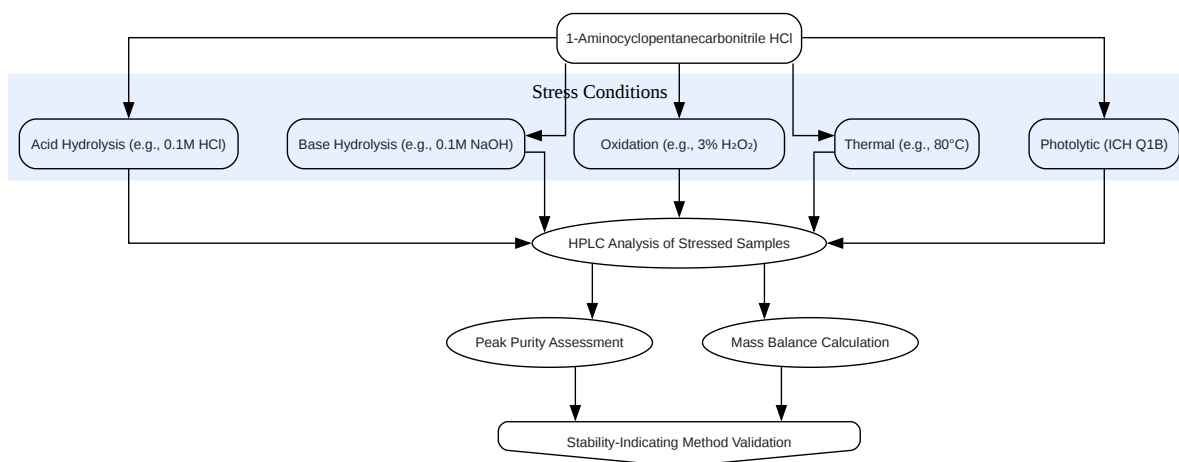 1-Aminocyclopentanecarbonitrile HCl
Stress Conditions
Acid Hydrolysis (e.g., 0.1M HCl)
Base Hydrolysis (e.g., 0.1M NaOH)
Oxidation (e.g., 3% H₂O₂)
Thermal (e.g., 80°C)
Photolytic (ICH Q1B)
HPLC Analysis of Stressed Samples
Peak Purity Assessment
Mass Balance Calculation
Stability-Indicating Method Validation